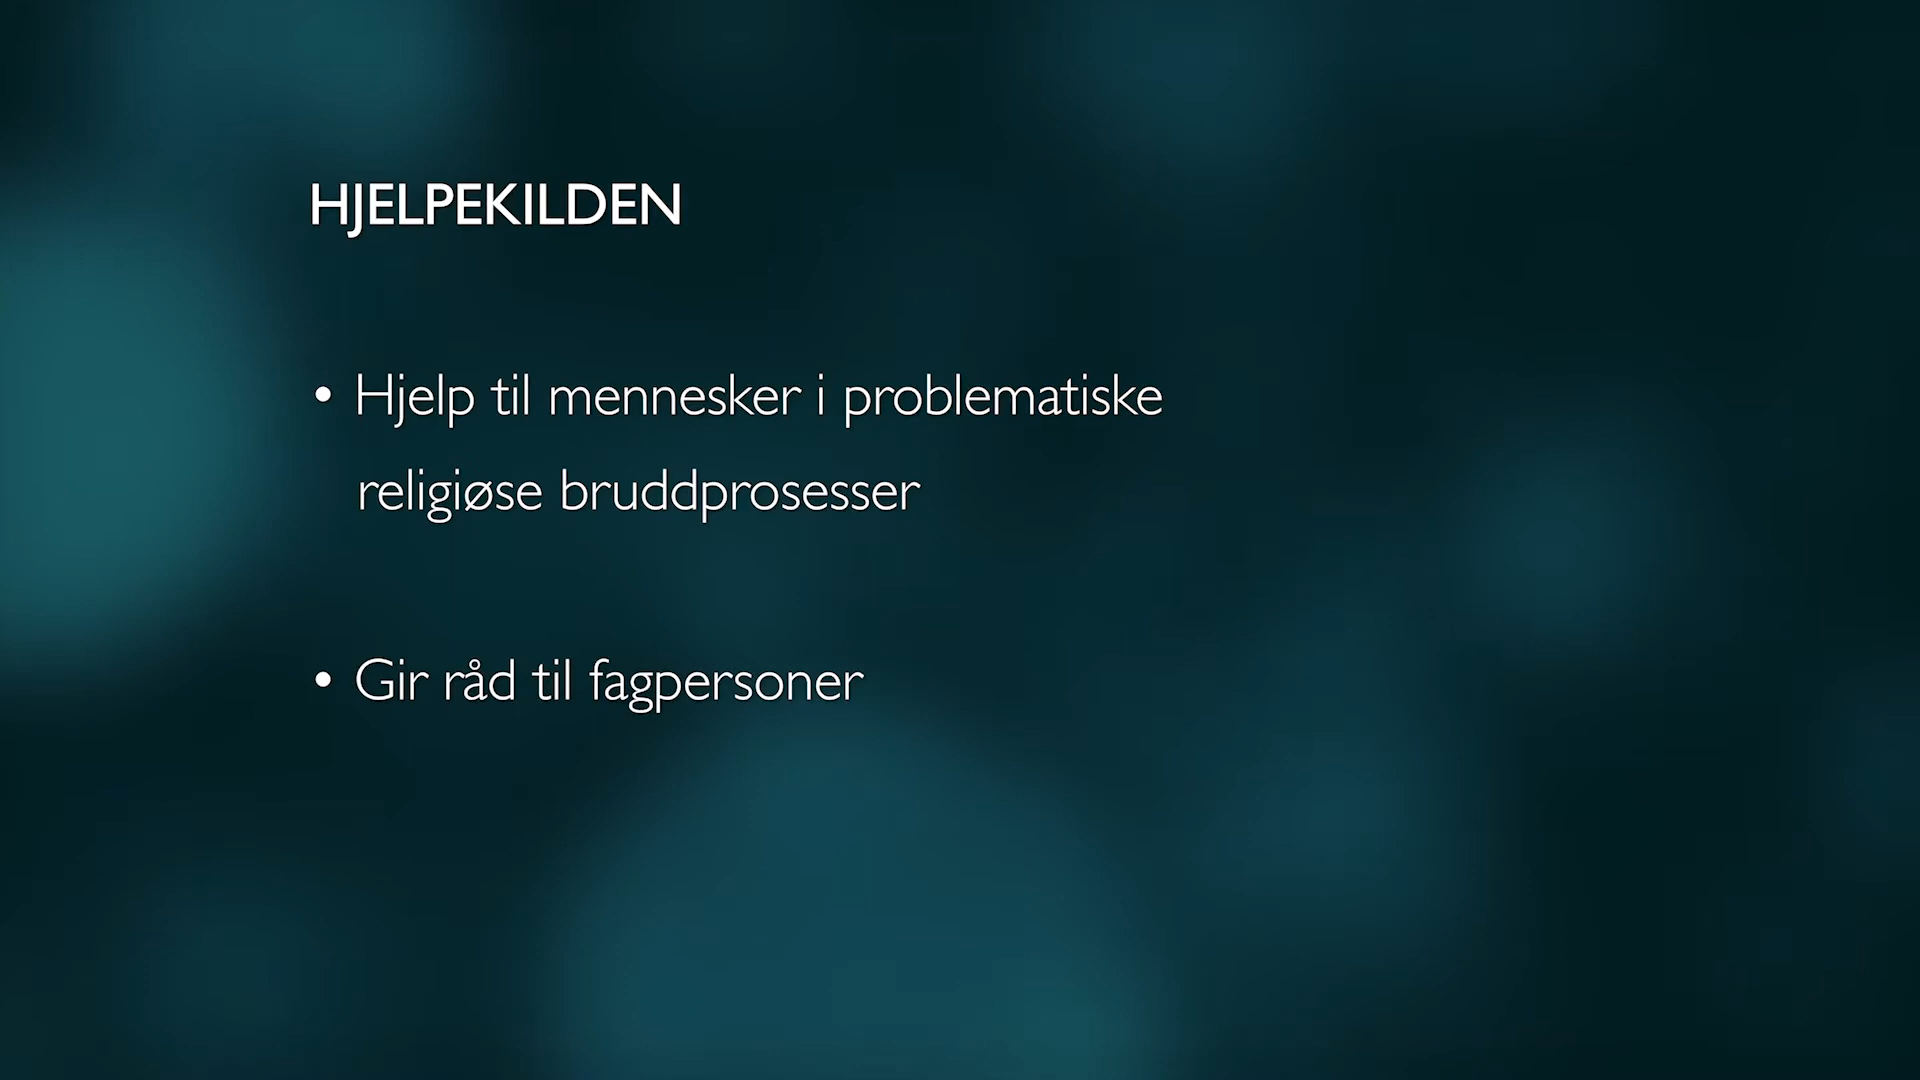 HJELPEKILDEN
• Hjelp til mennesker i problematiske
religiøse bruddprosesser
• Gir råd til fagpersoner